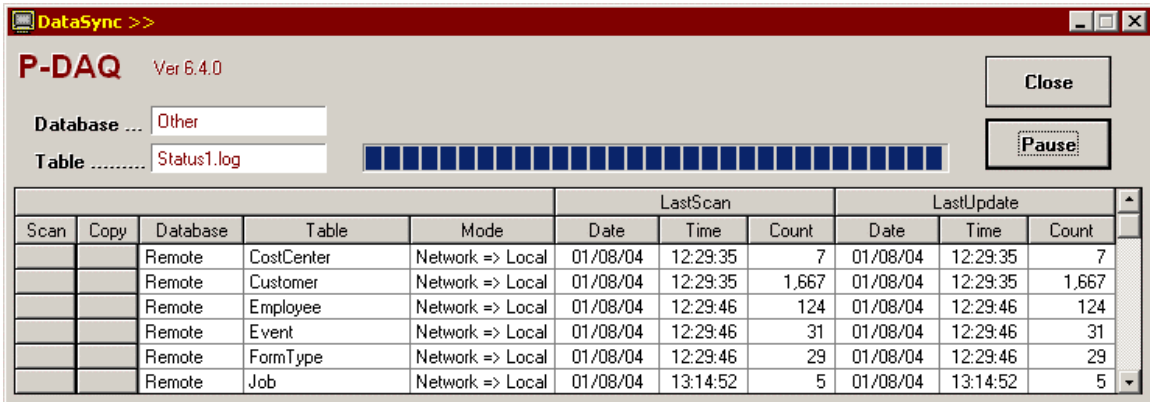 DataSync >>
P-DAQ Ver 6.4.0
Close
Database ... Other
Pause
Table ......... Status1.log
LastScan LastUpdate
Scan Copy Database Table Mode Date Time Count Date Time Count
Remote CostCenter Network => Local 01/08/04 12:29:35 7 01/08/04 12:29:35 7
Remote Customer Network => Local 01/08/04 12:29:35 1,667 01/08/04 12:29:35 1,667
Remote Employee Network => Local 01/08/04 12:29:46 124 01/08/04 12:29:46 124
Remote Event Network => Local 01/08/04 12:29:46 31 01/08/04 12:29:46 31
Remote FormType Network => Local 01/08/04 12:29:46 29 01/08/04 12:29:46 29
Remote Job Network => Local 01/08/04 13:14:52 5 01/08/04 13:14:52 5